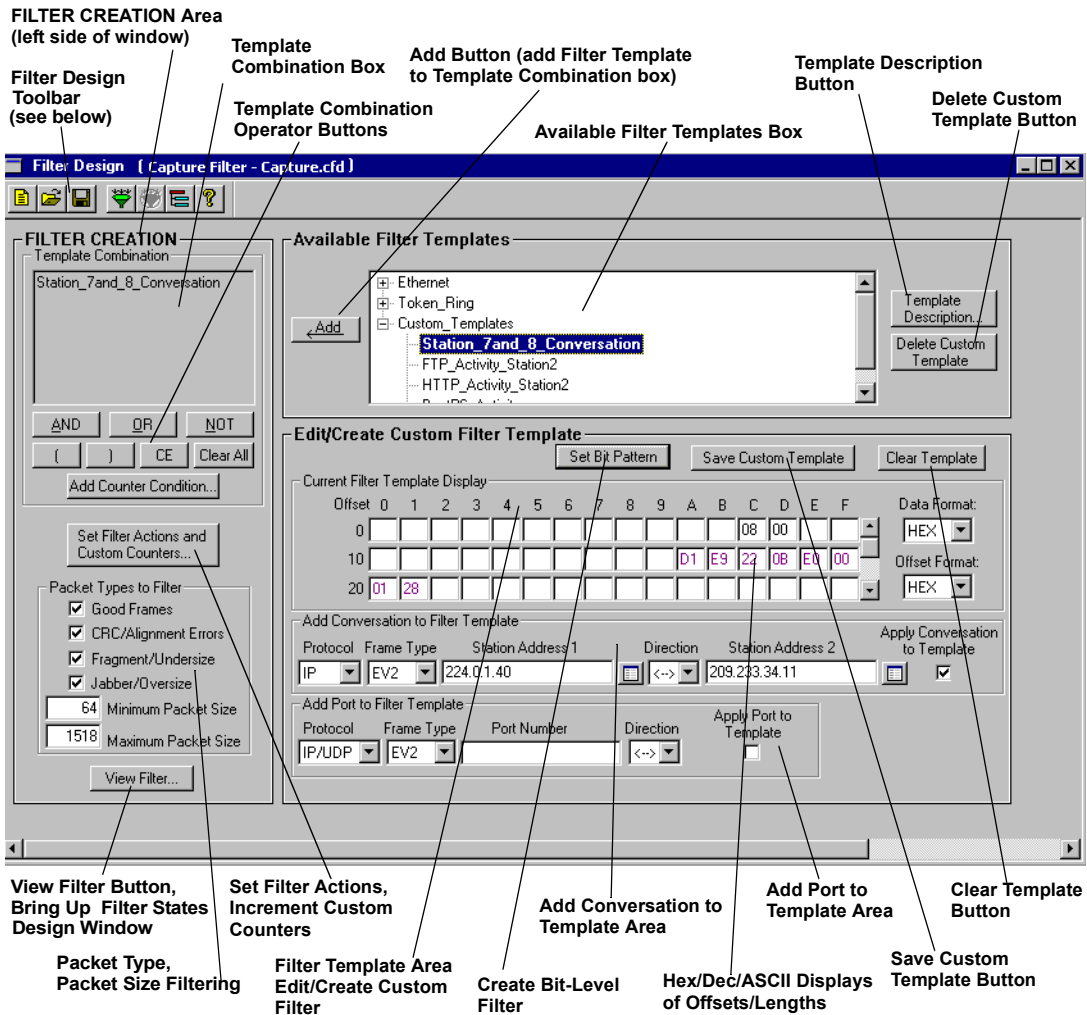 FILTER CREATION Area
(left side of window)
Filter Design
Toolbar
(see below)
Template
Combination Box
Template Combination
Operator Buttons
Add Button (add Filter Template
to Template Combination box)
Available Filter Templates Box
Template Description
Button
Delete Custom
Template Button
Filter Design ( Capture Filter - Capture.cfd )
FILTER CREATION
Template Combination
Station_7and_8_Conversation
AND OR NOT
( ) CE Clear All
Add Counter Condition...
Set Filter Actions and
Custom Counters...
Packet Types to Filter
Good Frames
CRC/Alignment Errors
Fragment/Undersize
Jabber/Oversize
64 Minimum Packet Size
1518 Maximum Packet Size
View Filter...
Available Filter Templates
Add
Ethernet
Token_Ring
Custom_Templates
Station_7and_8_Conversation
FTP_Activity_Station2
HTTP_Activity_Station2
Template
Description...
Delete Custom
Template
Edit/Create Custom Filter Template
Set Bit Pattern Save Custom Template Clear Template
Current Filter Template Display
Offset 0 1 2 3 4 5 6 7 8 9 A B C D E F
0 08 00
10 D1 E9 22 0B E0 00
20 01 28
Data Format:
HEX
Offset Format:
HEX
Add Conversation to Filter Template
Protocol Frame Type Station Address 1 Direction Station Address 2 Apply Conversation
to Template
IP EV2 224.0.1.40 <--> 209.233.34.11
Add Port to Filter Template
Protocol Frame Type Port Number Direction Apply Port to
Template
IP/UDP EV2 <-->
View Filter Button,
Bring Up Filter States
Design Window
Packet Type,
Packet Size Filtering
Set Filter Actions,
Increment Custom
Counters
Filter Template Area
Edit/Create Custom
Filter
Create Bit-Level
Filter
Add Conversation to
Template Area
Hex/Dec/ASCII Displays
of Offsets/Lengths
Add Port to
Template Area
Save Custom
Template Button
Clear Template
Button